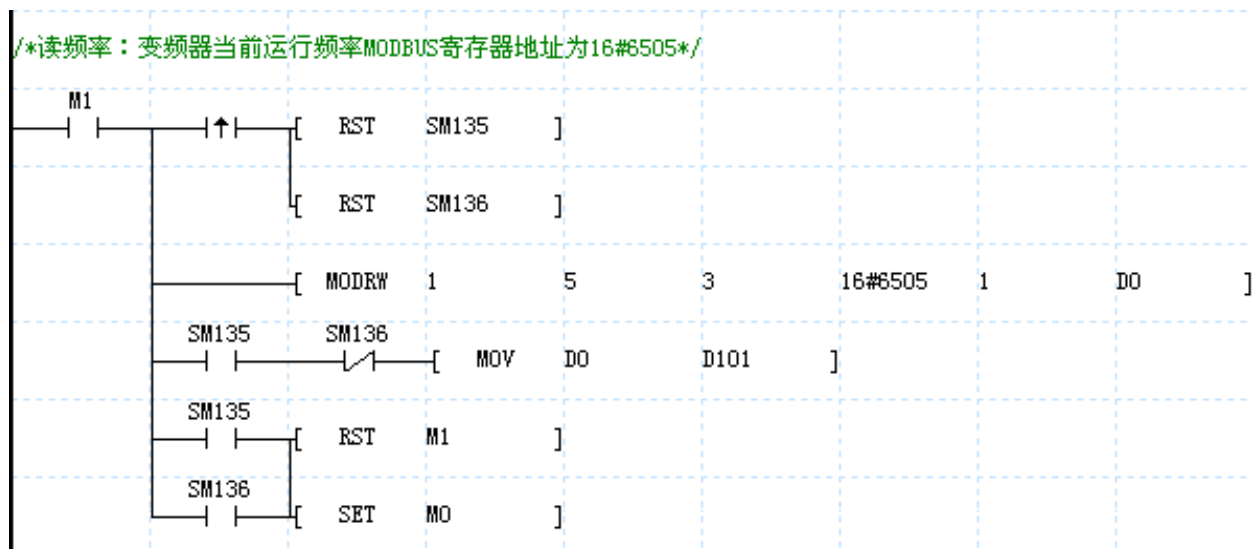 /*读频率：变频器当前运行频率MODBUS寄存器地址为16#6505*/
M1
[ RST SM135 ]
[ RST SM136 ]
[ MODRW 1 5 3 16#6505 1 D0 ]
SM135 SM136
[ MOV D0 D101 ]
SM135
[ RST M1 ]
SM136
[ SET M0 ]